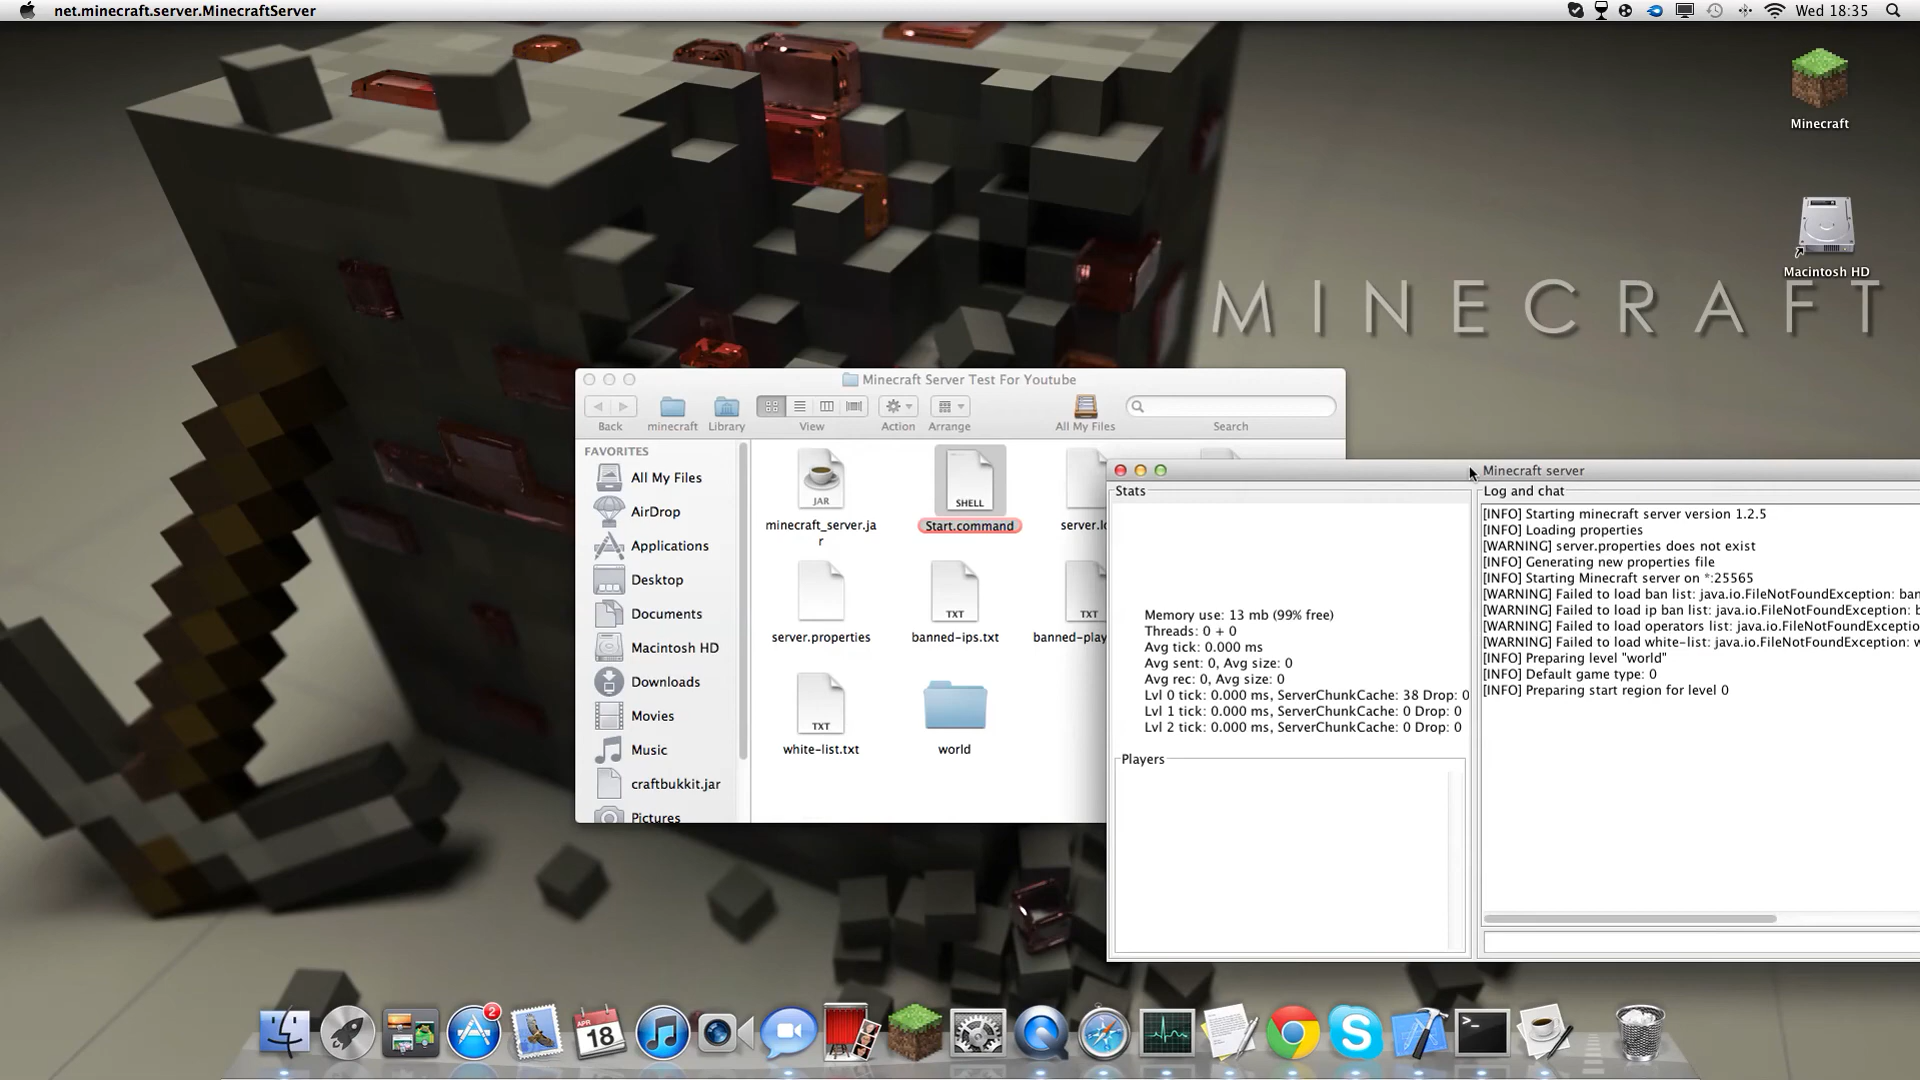 net.minecraft.server.MinecraftServer
Wed 18:35
Minecraft
Macintosh HD
MINECRAFT
Minecraft Server Test For Youtube
Back
minecraft
Library
View
Action
Arrange
All My Files
Search
FAVORITES
All My Files
AirDrop
Applications
Desktop
Documents
Macintosh HD
Downloads
Movies
Music
craftbukkit.jar
Pictures
JAR
minecraft_server.ja
r
SHELL
Start.command
server.lo
server.properties
TXT
banned-ips.txt
TXT
banned-play
TXT
white-list.txt
world
Minecraft server
Stats
Memory use: 13 mb (99% free)
Threads: 0 + 0
Avg tick: 0.000 ms
Avg sent: 0, Avg size: 0
Avg rec: 0, Avg size: 0
Lvl 0 tick: 0.000 ms, ServerChunkCache: 38 Drop: 0
Lvl 1 tick: 0.000 ms, ServerChunkCache: 0 Drop: 0
Lvl 2 tick: 0.000 ms, ServerChunkCache: 0 Drop: 0
Players
Log and chat
[INFO] Starting minecraft server version 1.2.5
[INFO] Loading properties
[WARNING] server.properties does not exist
[INFO] Generating new properties file
[INFO] Starting Minecraft server on *:25565
[WARNING] Failed to load ban list: java.io.FileNotFoundException: ban
[WARNING] Failed to load ip ban list: java.io.FileNotFoundException: b
[WARNING] Failed to load operators list: java.io.FileNotFoundExceptio
[WARNING] Failed to load white-list: java.io.FileNotFoundException: w
[INFO] Preparing level "world"
[INFO] Default game type: 0
[INFO] Preparing start region for level 0
2
APR
18